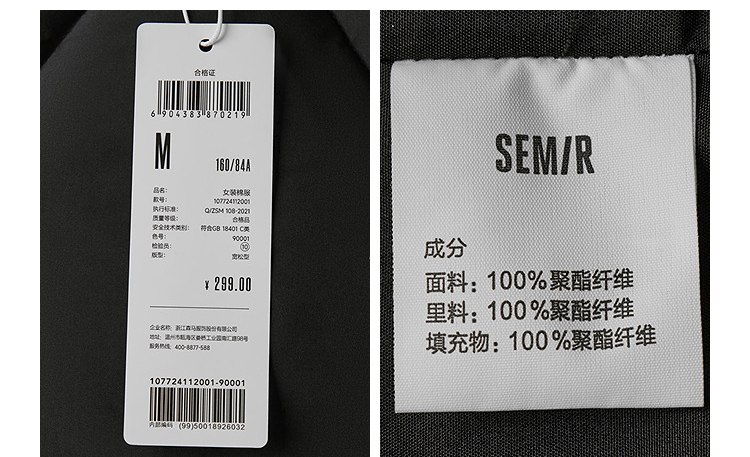 合格证
6904383870219
M
160/84A
品名: 女装棉服
款号: 107724112001
执行标准: Q/ZSM 108-2021
质量等级: 合格品
安全技术类别: 符合GB 18401 C类
色号: 90001
检验员: ⑩
版型: 宽松型
¥ 299.00
企业名称: 浙江森马服饰股份有限公司
地址: 温州市瓯海区娄桥工业园南汇路98号
服务热线: 400-8877-588
107724112001-90001
内部编码 (99)50018926032
SEMIR
成分
面料: 100%聚酯纤维
里料: 100%聚酯纤维
填充物: 100%聚酯纤维